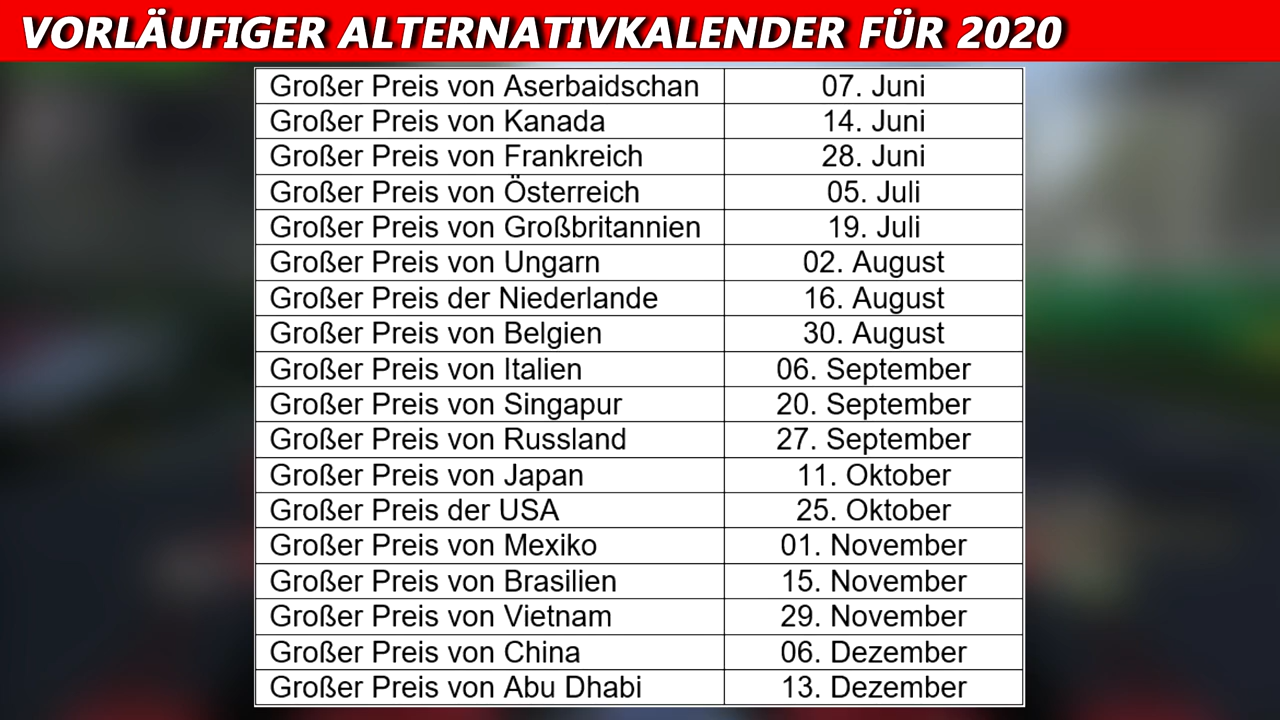 VORLÄUFIGER ALTERNATIVKALENDER FÜR 2020
Großer Preis von Aserbaidschan 07. Juni
Großer Preis von Kanada 14. Juni
Großer Preis von Frankreich 28. Juni
Großer Preis von Österreich 05. Juli
Großer Preis von Großbritannien 19. Juli
Großer Preis von Ungarn 02. August
Großer Preis der Niederlande 16. August
Großer Preis von Belgien 30. August
Großer Preis von Italien 06. September
Großer Preis von Singapur 20. September
Großer Preis von Russland 27. September
Großer Preis von Japan 11. Oktober
Großer Preis der USA 25. Oktober
Großer Preis von Mexiko 01. November
Großer Preis von Brasilien 15. November
Großer Preis von Vietnam 29. November
Großer Preis von China 06. Dezember
Großer Preis von Abu Dhabi 13. Dezember